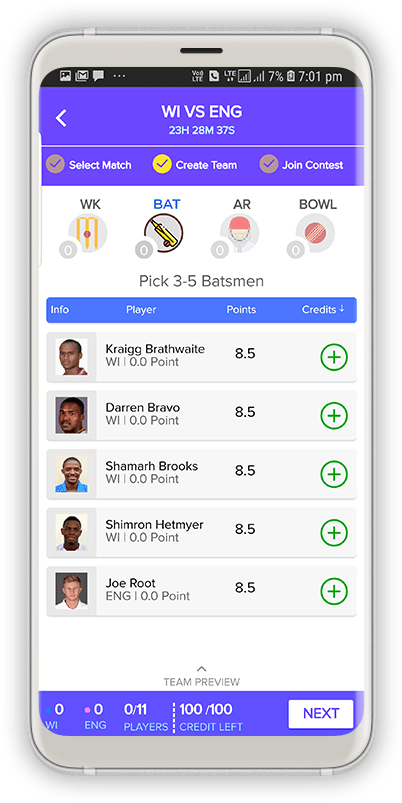 VoLTE LTE 7% 7:01 pm
WI VS ENG
23H 28M 37S
Select Match Create Team Join Contest
WK BAT AR BOWL
0 0 0 0
Pick 3-5 Batsmen
Info Player Points Credits↓
Kraigg Brathwaite 8.5
WI | 0.0 Point
Darren Bravo 8.5
WI | 0.0 Point
Shamarh Brooks 8.5
WI | 0.0 Point
Shimron Hetmyer 8.5
WI | 0.0 Point
Joe Root 8.5
ENG | 0.0 Point
TEAM PREVIEW
0 0 0/11 100 /100
WI ENG PLAYERS CREDIT LEFT
NEXT